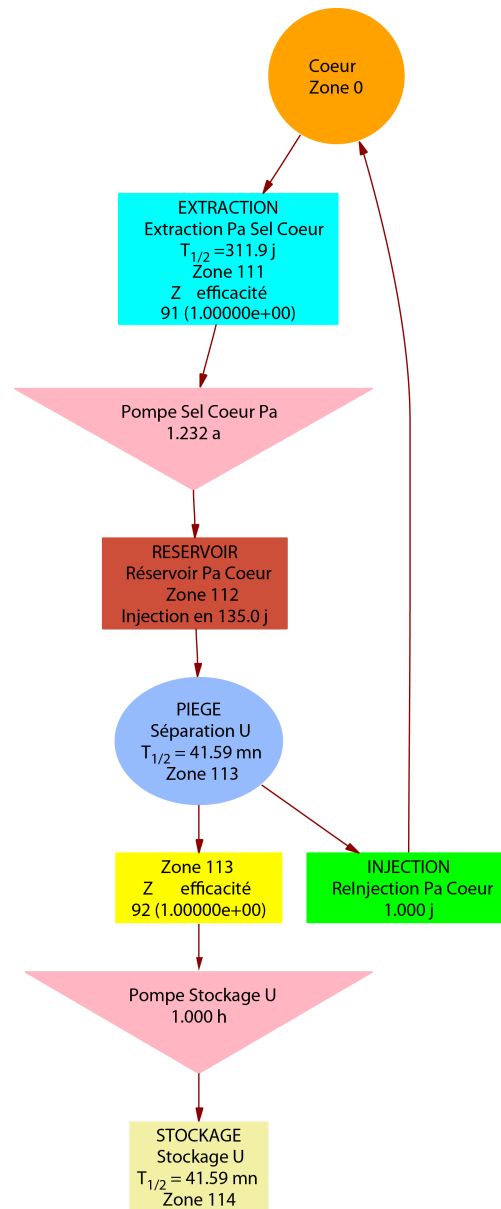 Coeur
Zone 0
EXTRACTION
Extraction Pa Sel Coeur
T1/2 =311.9 j
Zone 111
Z efficacité
91 (1.00000e+00)
Pompe Sel Coeur Pa
1.232 a
RESERVOIR
Réservoir Pa Coeur
Zone 112
Injection en 135.0 j
PIEGE
Séparation U
T1/2 = 41.59 mn
Zone 113
Zone 113
Z efficacité
92 (1.00000e+00)
INJECTION
ReInjection Pa Coeur
1.000 j
Pompe Stockage U
1.000 h
STOCKAGE
Stockage U
T1/2 = 41.59 mn
Zone 114